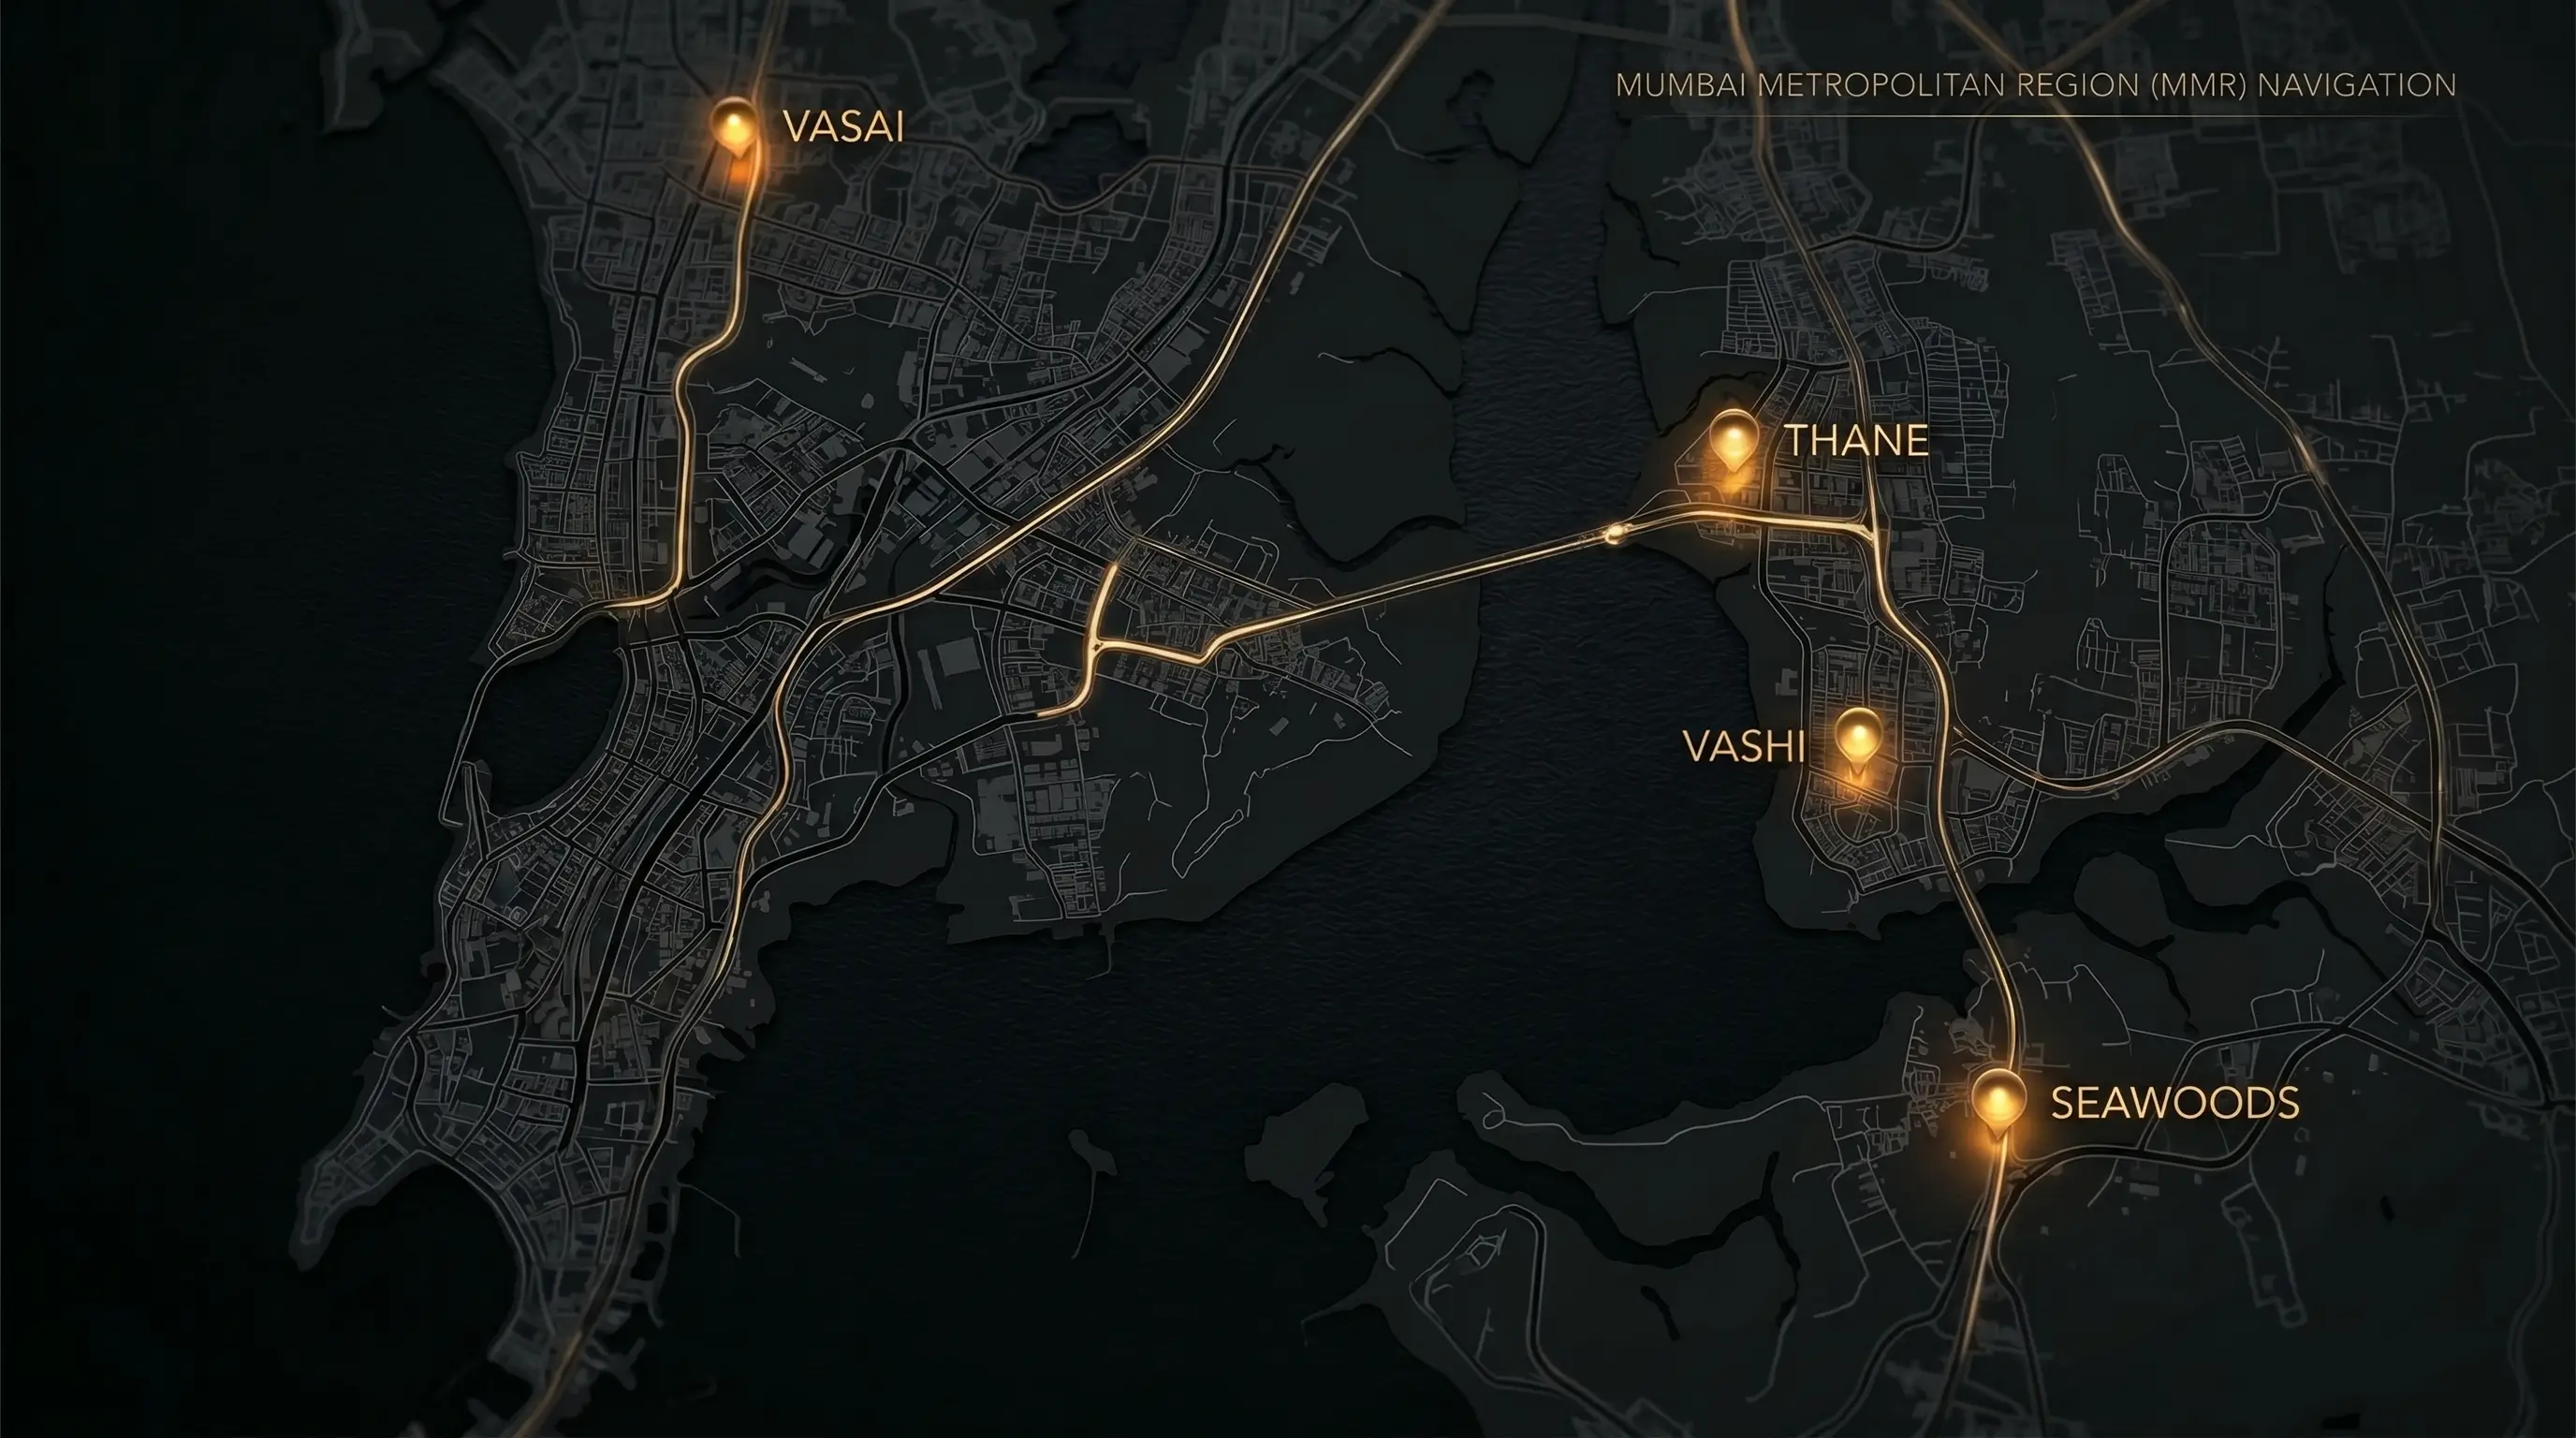 MUMBAI METROPOLITAN REGION (MMR) NAVIGATION
VASAI
THANE
VASHI
SEAWOODS